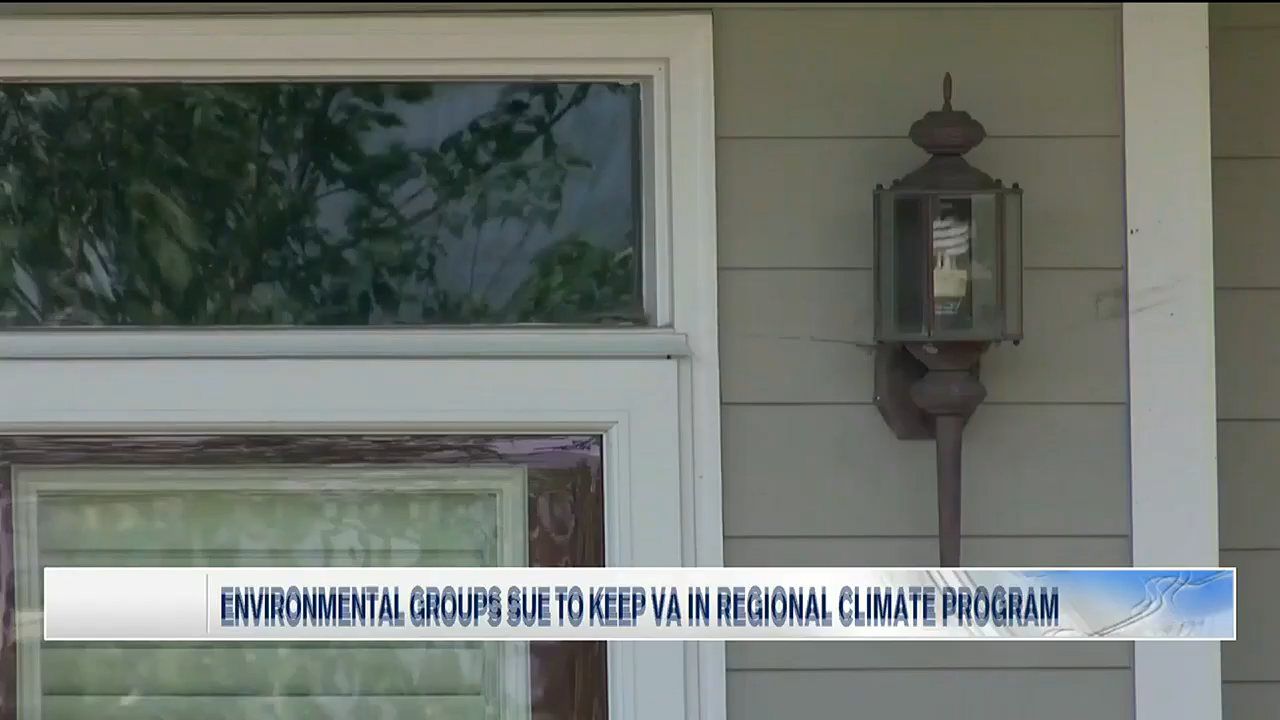 ENVIRONMENTAL GROUPS SUE TO KEEP VA IN REGIONAL CLIMATE PROGRAM